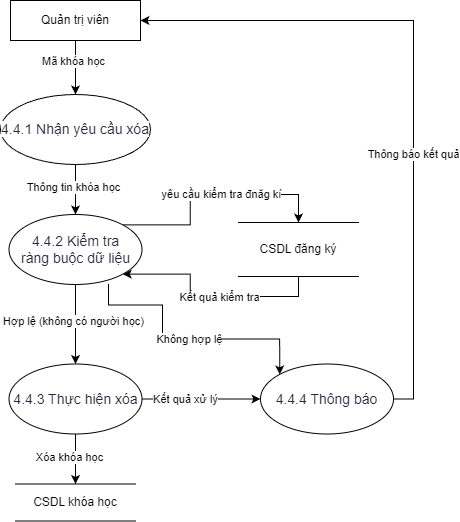 Quản trị viên
Mã khóa học
4.4.1 Nhận yêu cầu xóa
Thông báo kết quả
Thông tin khóa học
yêu cầu kiểm tra đnăg kí
4.4.2 Kiểm tra
ràng buộc dữ liệu
CSDL đăng ký
Kết quả kiểm tra
Hợp lệ (không có người học)
Không hợp lệ
4.4.3 Thực hiện xóa
Kết quả xử lý
4.4.4 Thông báo
Xóa khóa học
CSDL khóa học